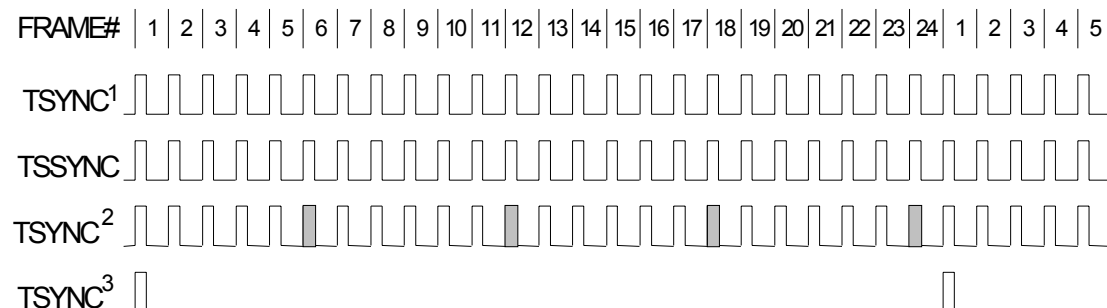 FRAME# 1 2 3 4 5 6 7 8 9 10 11 12 13 14 15 16 17 18 19 20 21 22 23 24 1 2 3 4 5
TSYNC¹
TSSYNC
TSYNC²
TSYNC³